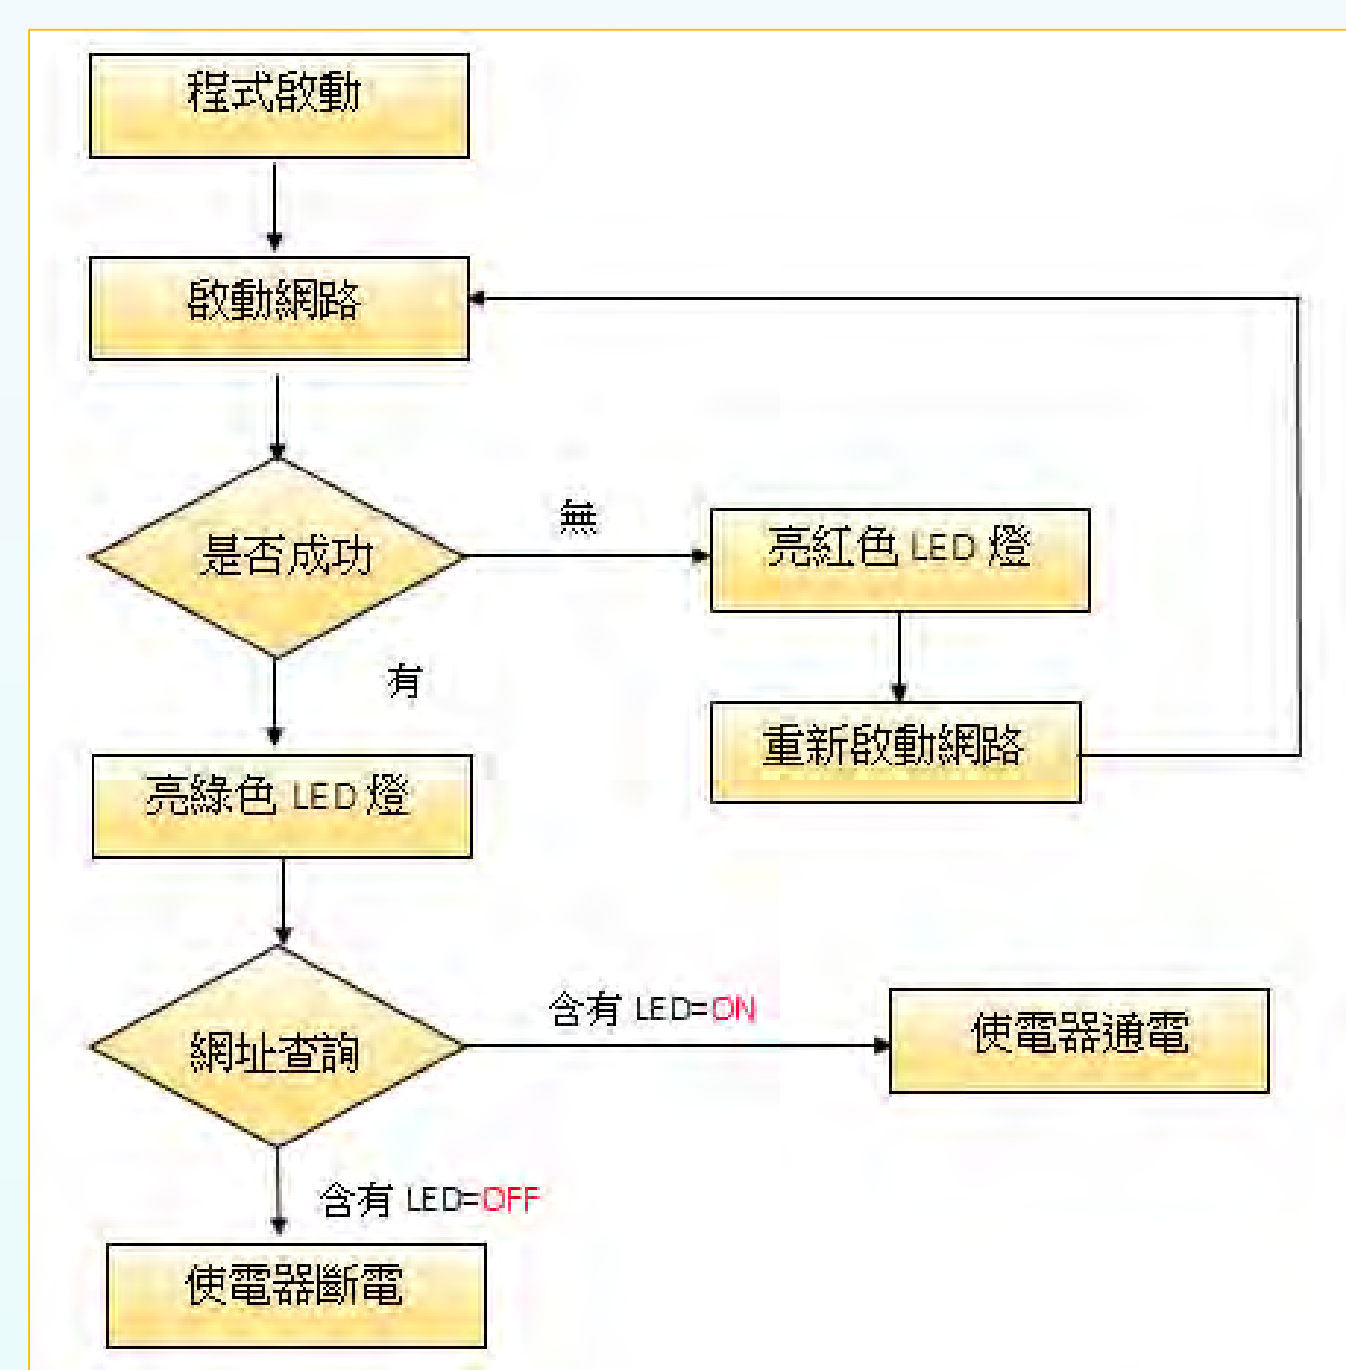 程式啟動
啟動網路
是否成功
無
亮紅色 LED 燈
有
重新啟動網路
亮綠色 LED 燈
網址查詢
含有 LED=ON
使電器通電
含有 LED=OFF
使電器斷電